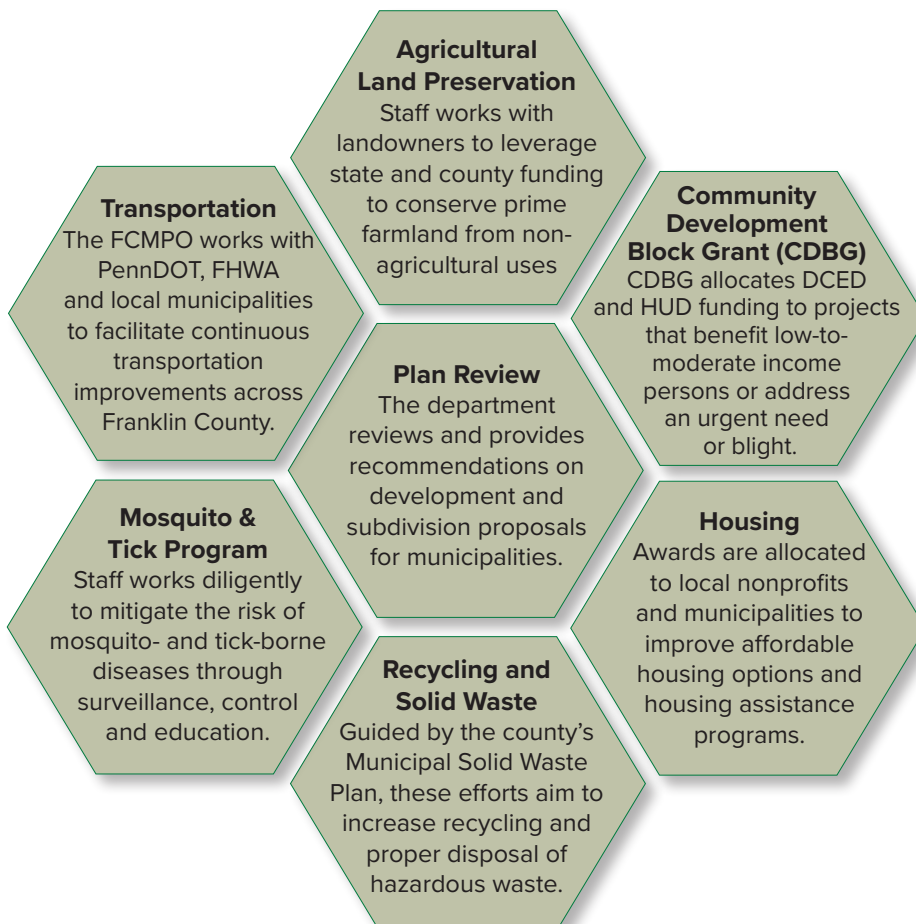 Agricultural
Land Preservation
Staff works with
landowners to leverage
state and county funding
to conserve prime
farmland from non-
agricultural uses
Transportation
The FCMPO works with
PennDOT, FHWA
and local municipalities
to facilitate continuous
transportation
improvements across
Franklin County.
Community
Development
Block Grant (CDBG)
CDBG allocates DCED
and HUD funding to projects
that benefit low-to-
moderate income
persons or address
an urgent need
or blight.
Plan Review
The department
reviews and provides
recommendations on
development and
subdivision proposals
for municipalities.
Mosquito &
Tick Program
Staff works diligently
to mitigate the risk of
mosquito- and tick-borne
diseases through
surveillance, control
and education.
Housing
Awards are allocated
to local nonprofits
and municipalities to
improve affordable
housing options and
housing assistance
programs.
Recycling and
Solid Waste
Guided by the county’s
Municipal Solid Waste
Plan, these efforts aim to
increase recycling and
proper disposal of
hazardous waste.